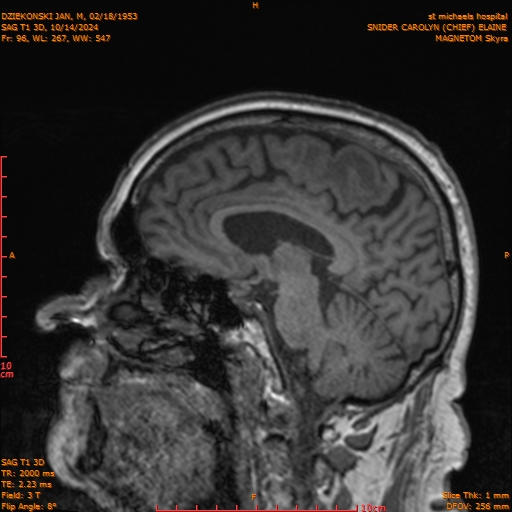 H
DZIEKONSKI JAN, M, 02/18/1953
SAG T1 3D, 10/14/2024
Fr: 96, WL: 267, WW: 547
st michaels hospital
SNIDER CAROLYN (CHIEF) ELAINE
MAGNETOM Skyra
A
P
10
cm
SAG T1 3D
TR: 2000 ms
TE: 2.23 ms
Field: 3 T
Flip Angle: 8°
F
10cm
Slice Thk: 1 mm
DFOV: 256 mm